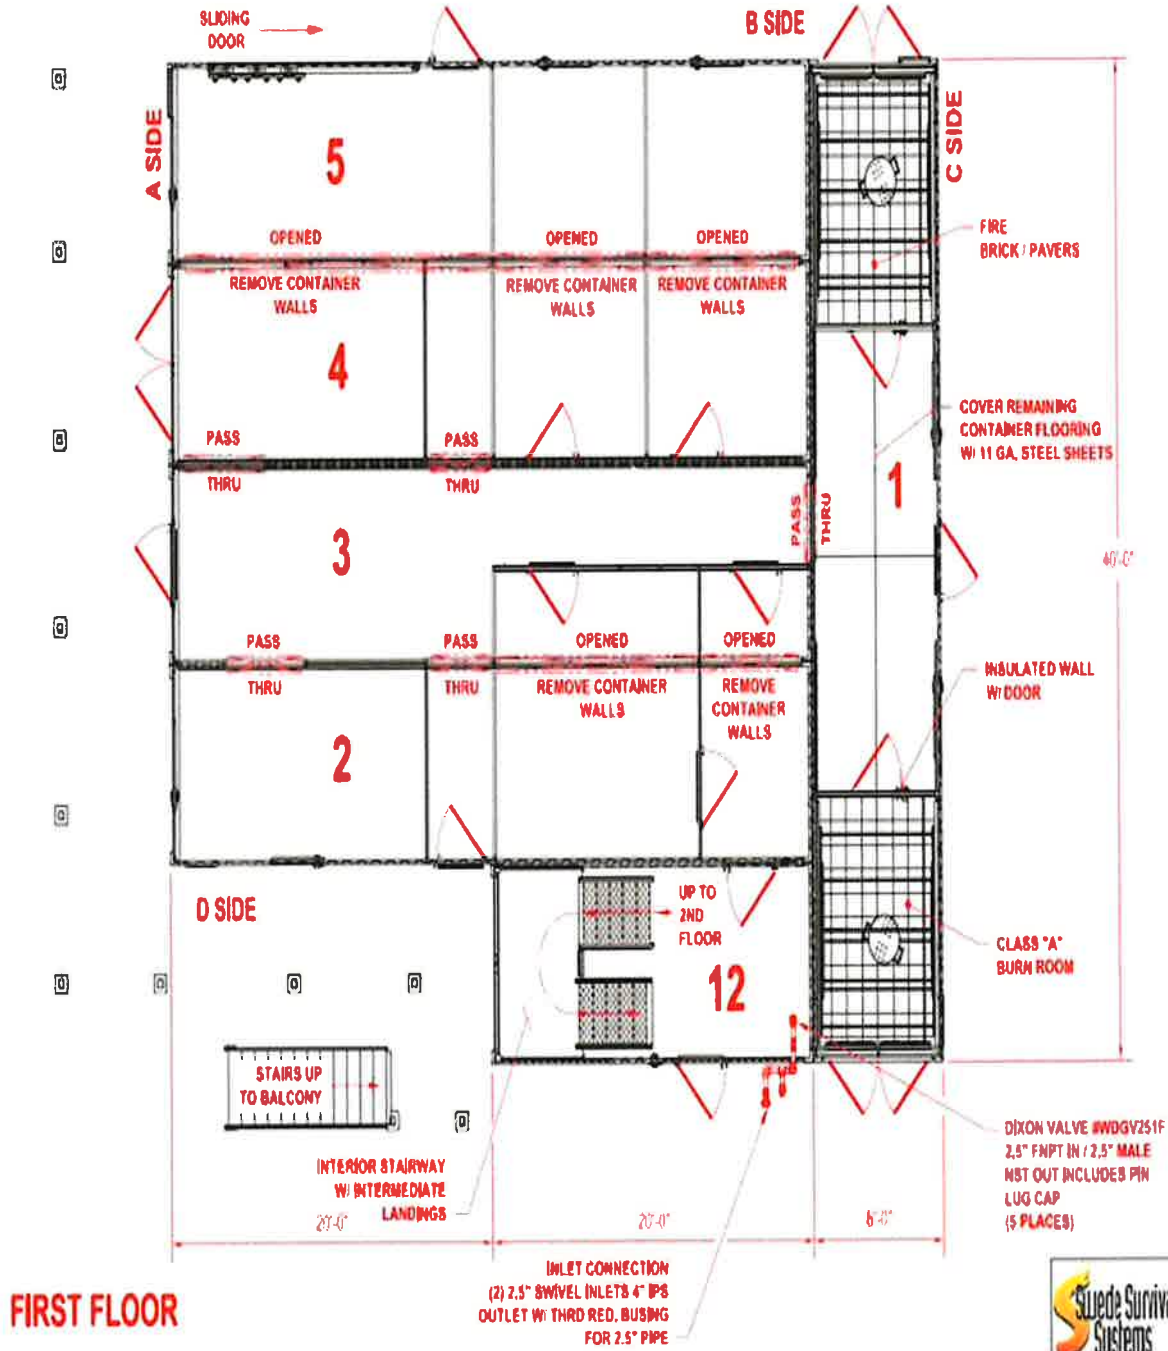 SLIDING
DOOR
B SIDE
A SIDE
C SIDE
5
FIRE
BRICK / PAVERS
OPENED
OPENED
OPENED
REMOVE CONTAINER
WALLS
REMOVE CONTAINER
WALLS
REMOVE CONTAINER
WALLS
4
COVER REMAINING
CONTAINER FLOORING
W/ 11 GA. STEEL SHEETS
PASS
THRU
PASS
THRU
1
PASS
THRU
3
40'-0"
PASS
THRU
PASS
THRU
OPENED
REMOVE CONTAINER
WALLS
OPENED
REMOVE
CONTAINER
WALLS
INSULATED WALL
W/ DOOR
2
D SIDE
UP TO
2ND
FLOOR
12
CLASS "A"
BURN ROOM
STAIRS UP
TO BALCONY
INTERIOR STAIRWAY
W/ INTERMEDIATE
LANDINGS
DIXON VALVE #WDGV251F
2.5" FNPT IN / 2.5" MALE
NST OUT INCLUDES PIN
LUG CAP
(5 PLACES)
20'-0"
20'-0"
INLET CONNECTION
(2) 2.5" SWIVEL INLETS 4" IPS
OUTLET W/ THRD RED. BUSING
FOR 2.5" PIPE
FIRST FLOOR
Swede Surviva
Systems